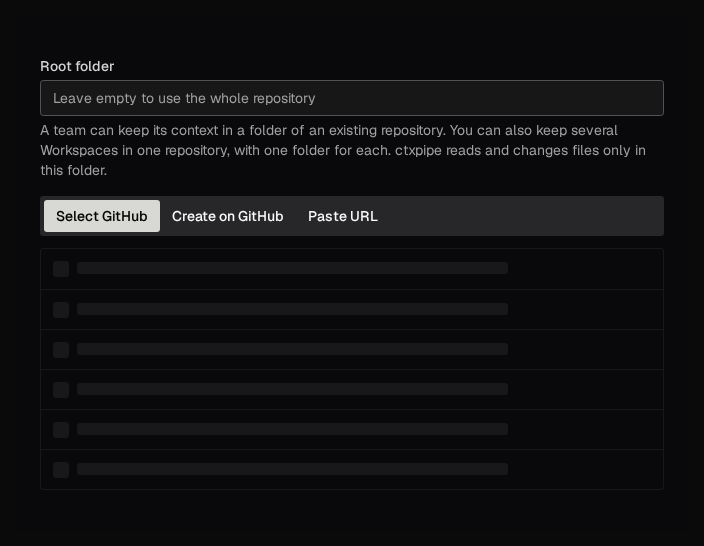 Root folder
Leave empty to use the whole repository
A team can keep its context in a folder of an existing repository. You can also keep several
Workspaces in one repository, with one folder for each. ctxpipe reads and changes files only in
this folder.
Select GitHub Create on GitHub Paste URL